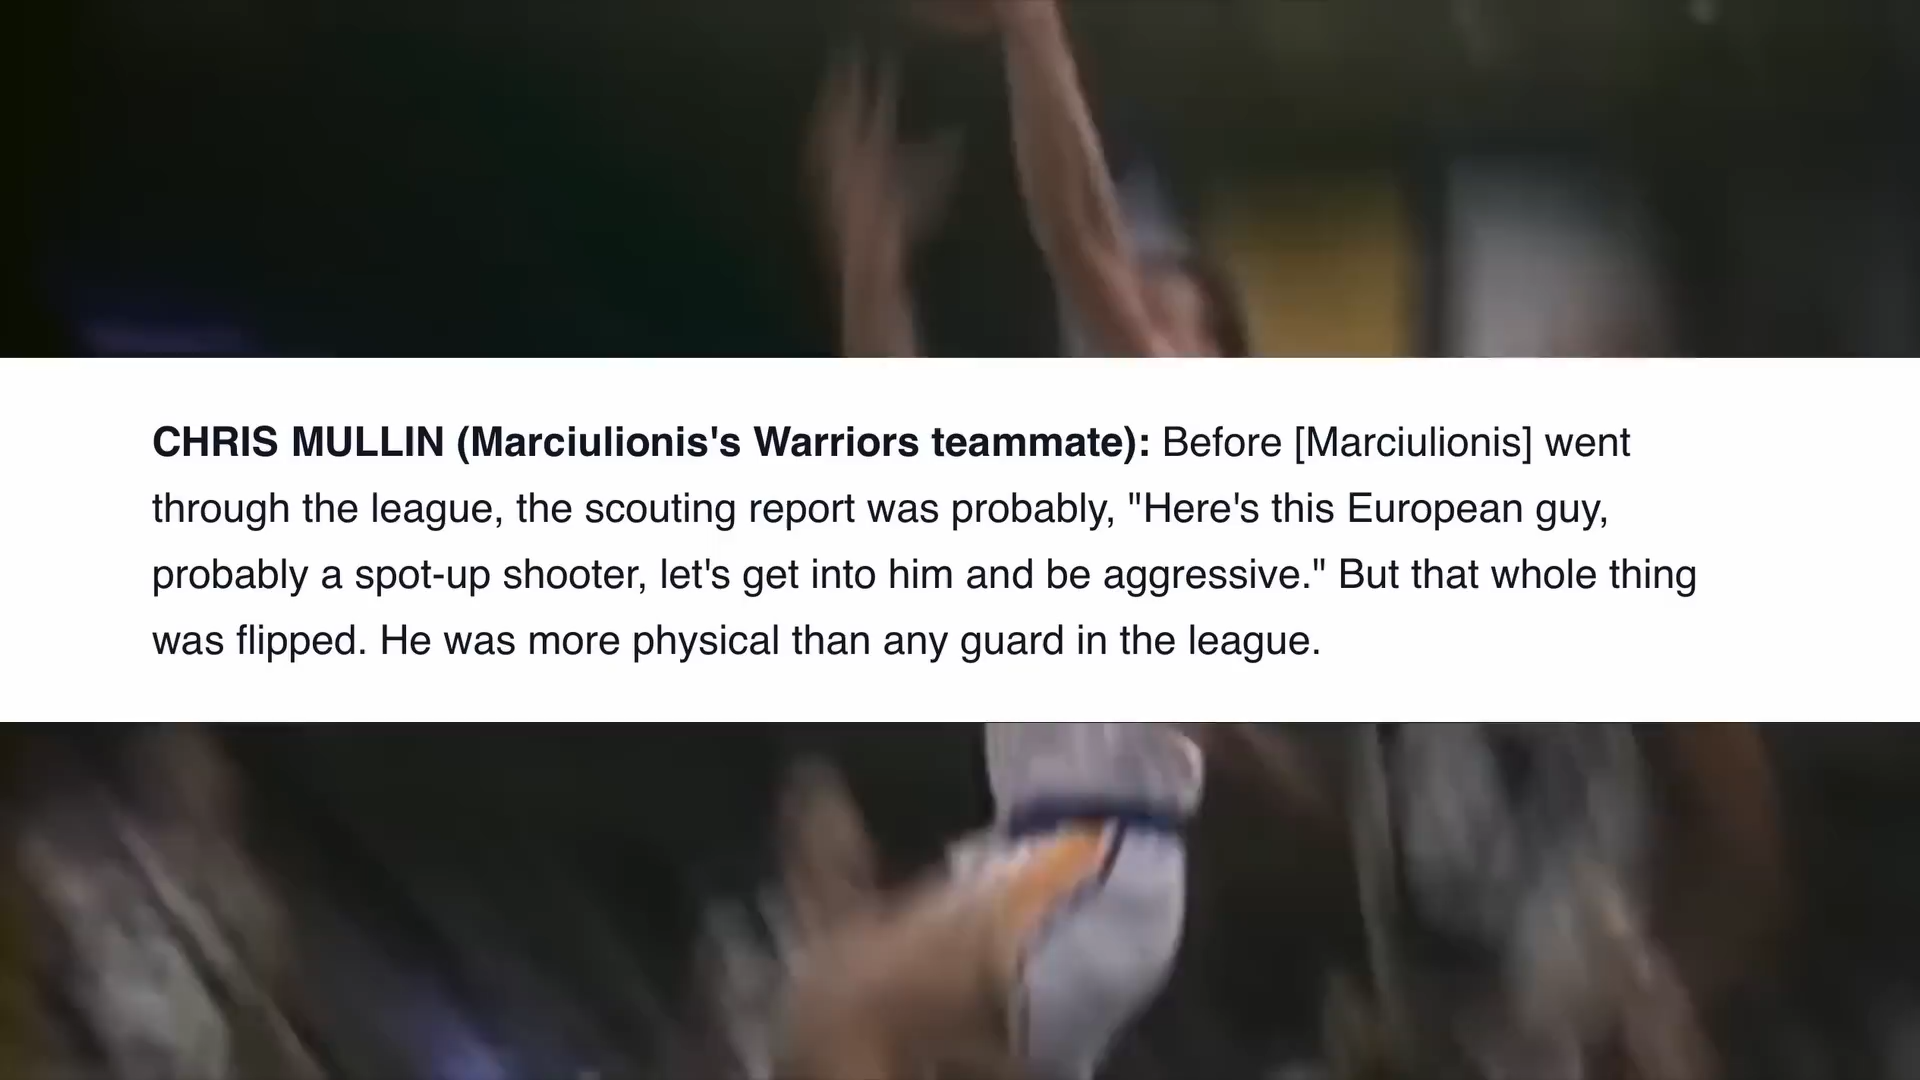 CHRIS MULLIN (Marciulionis's Warriors teammate): Before [Marciulionis] went
through the league, the scouting report was probably, "Here's this European guy,
probably a spot-up shooter, let's get into him and be aggressive." But that whole thing
was flipped. He was more physical than any guard in the league.